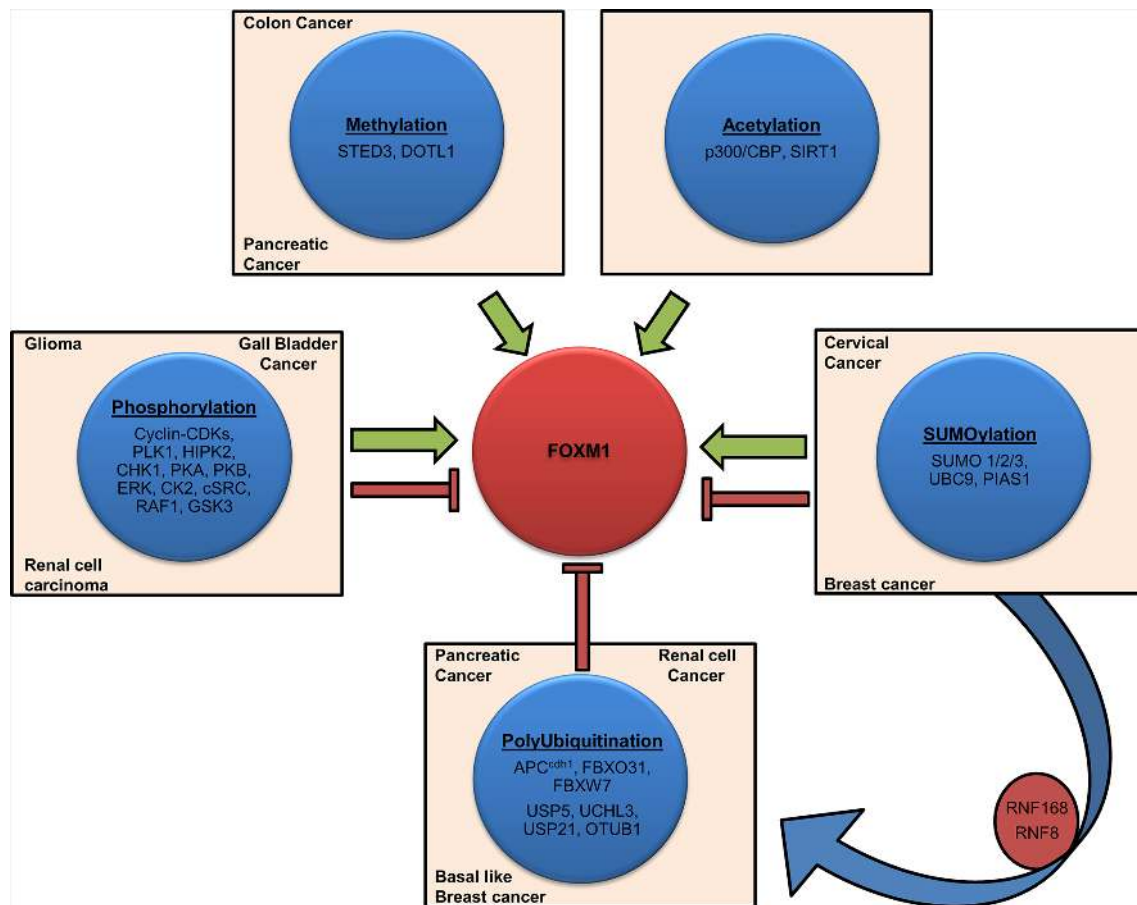 Colon Cancer
Methylation
STED3, DOTL1
Pancreatic
Cancer
Acetylation
p300/CBP, SIRT1
Glioma
Gall Bladder
Cancer
Phosphorylation
Cyclin-CDKs,
PLK1, HIPK2,
CHK1, PKA, PKB,
ERK, CK2, cSRC,
RAF1, GSK3
Renal cell
carcinoma
FOXM1
Cervical
Cancer
SUMOylation
SUMO 1/2/3,
UBC9, PIAS1
Breast cancer
Pancreatic
Cancer
Renal cell
Cancer
PolyUbiquitination
APCcdh1, FBXO31,
FBXW7
USP5, UCHL3,
USP21, OTUB1
Basal like
Breast cancer
RNF168
RNF8